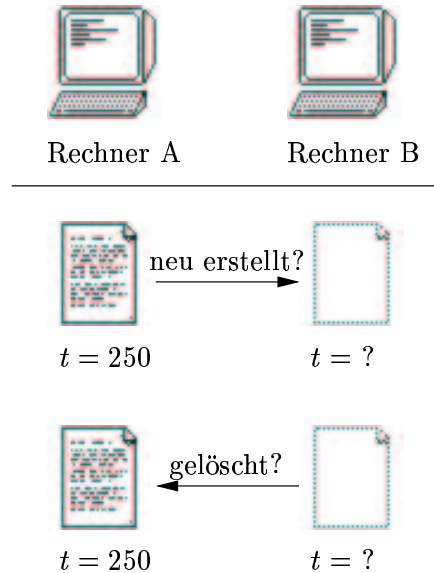 Rechner A Rechner B
neu erstellt?
t = 250 t = ?
gelöscht?
t = 250 t = ?